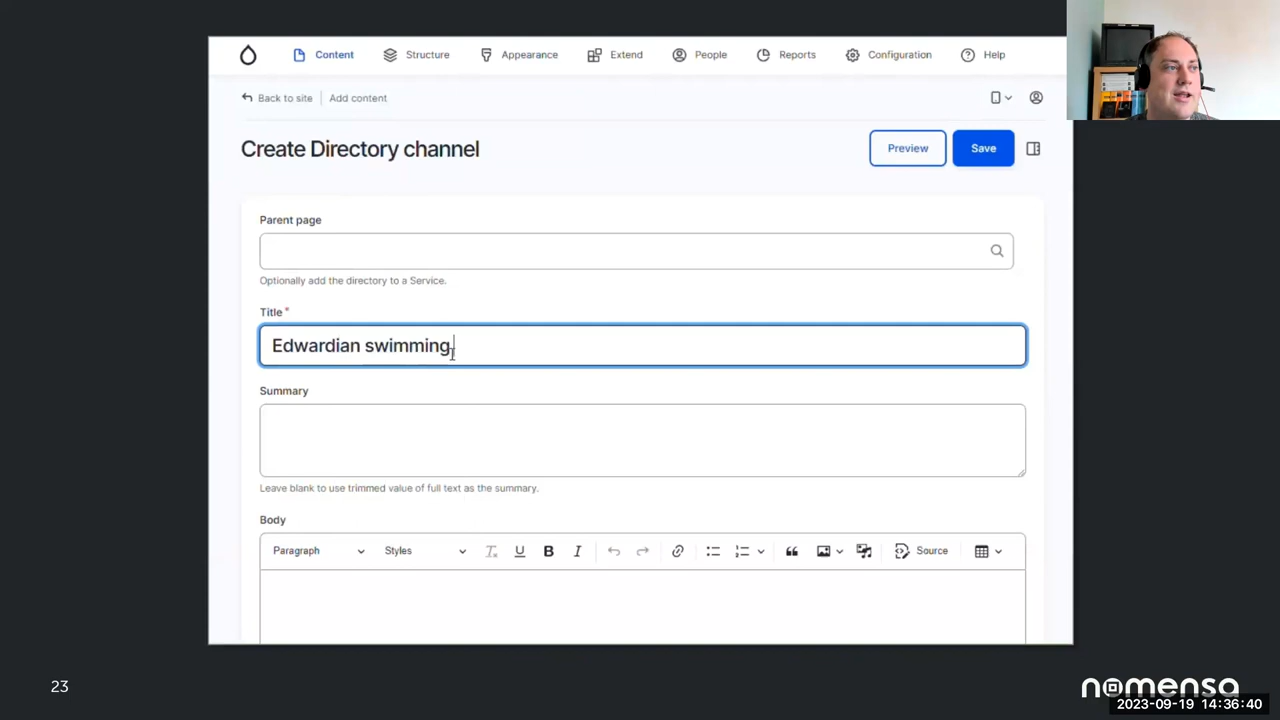 Content Structure Appearance Extend People Reports Configuration Help
Back to site Add content
Create Directory channel Preview Save
Parent page
Optionally add the directory to a Service.
Title *
Edwardian swimming
Summary
Leave blank to use trimmed value of full text as the summary.
Body
Paragraph Styles Source
23 nomensa
2023-09-19 14:36:40